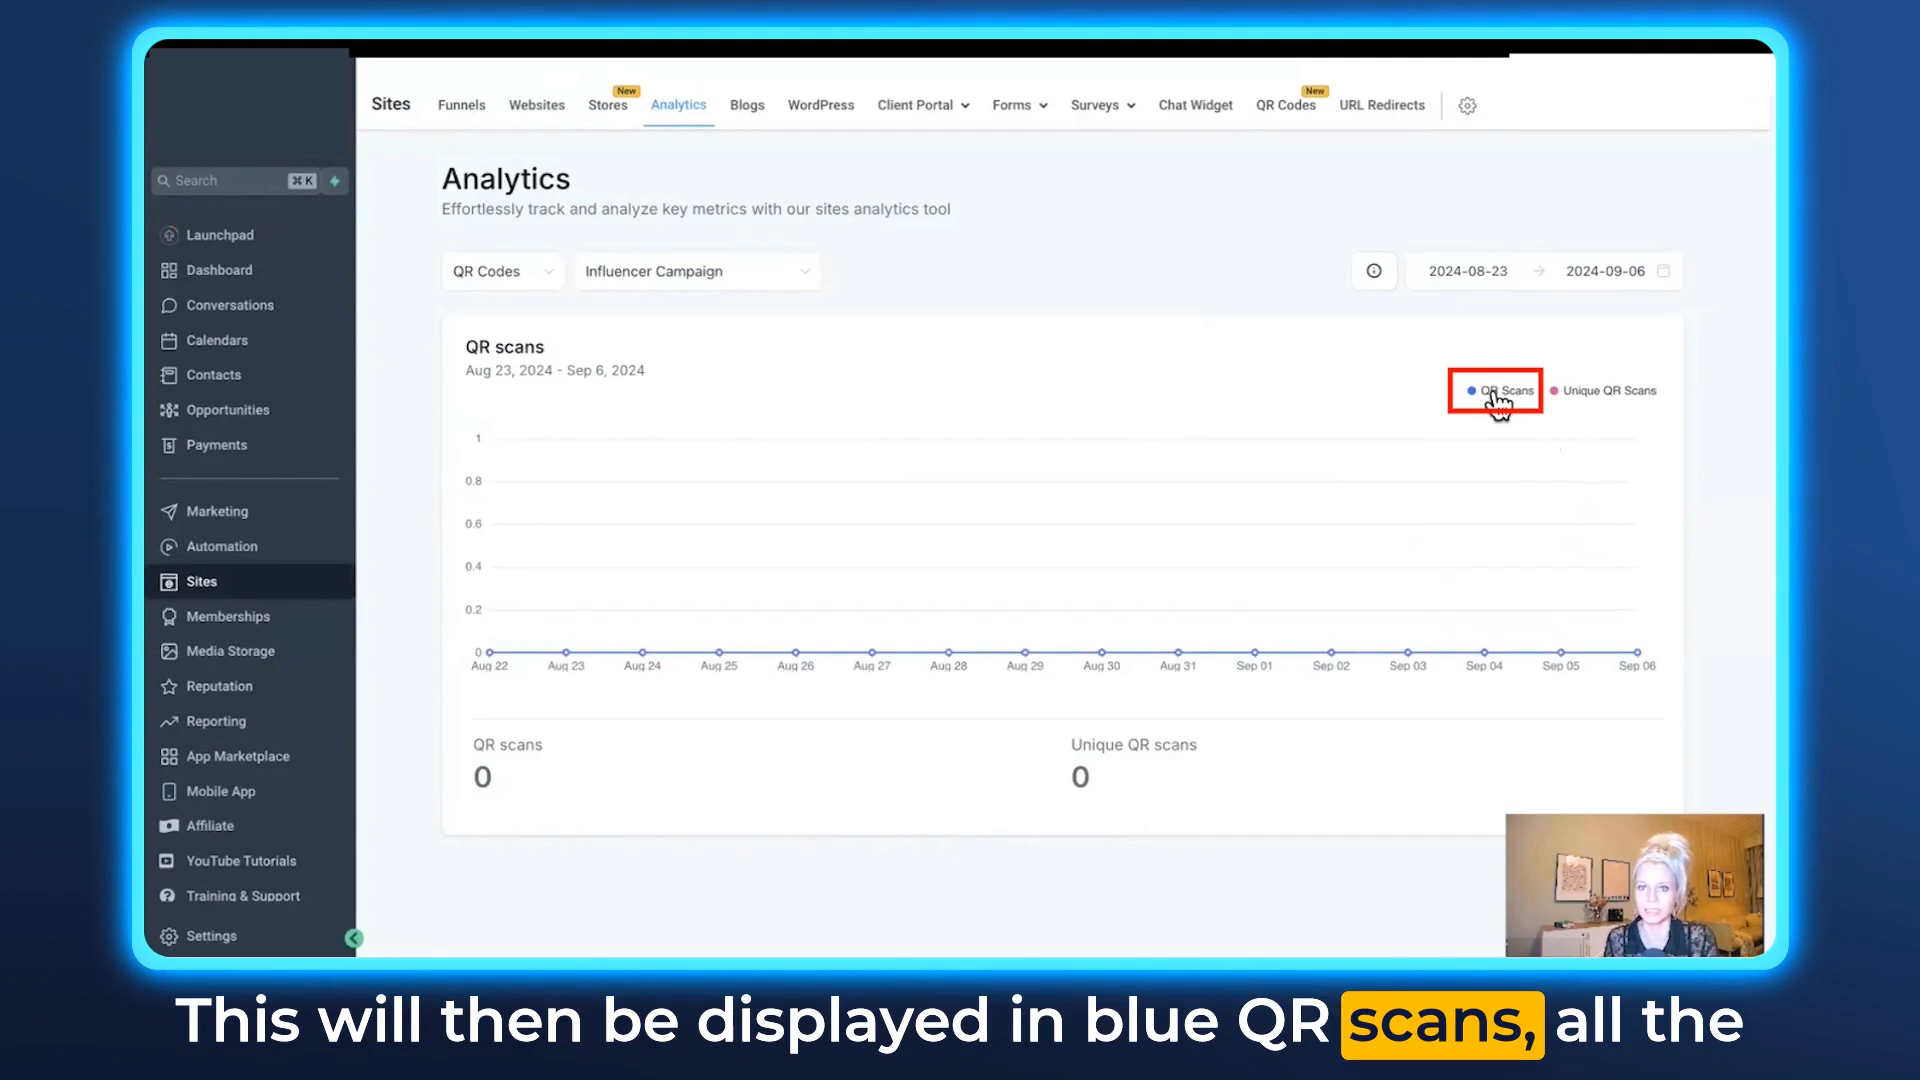 Sites Funnels Websites Stores New Analytics Blogs WordPress Client Portal Forms Surveys Chat Widget QR Codes New URL Redirects
Search ⌘ K
Launchpad
Dashboard
Conversations
Calendars
Contacts
Opportunities
Payments
Marketing
Automation
Sites
Memberships
Media Storage
Reputation
Reporting
App Marketplace
Mobile App
Affiliate
YouTube Tutorials
Training & Support
Settings
Analytics
Effortlessly track and analyze key metrics with our sites analytics tool
QR Codes Influencer Campaign 2024-08-23 → 2024-09-06
QR scans
Aug 23, 2024 - Sep 6, 2024
QR Scans Unique QR Scans
1
0.8
0.6
0.4
0.2
0
Aug 22 Aug 23 Aug 24 Aug 25 Aug 26 Aug 27 Aug 28 Aug 29 Aug 30 Aug 31 Sep 01 Sep 02 Sep 03 Sep 04 Sep 05 Sep 06
QR scans Unique QR scans
0 0
This will then be displayed in blue QR scans, all the